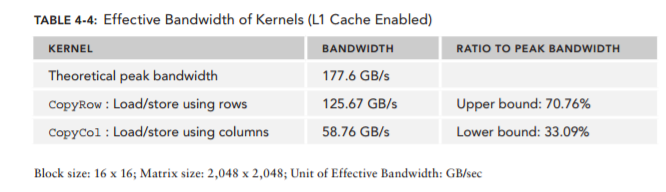 TABLE 4-4: Effective Bandwidth of Kernels (L1 Cache Enabled)
KERNEL BANDWIDTH RATIO TO PEAK BANDWIDTH
Theoretical peak bandwidth 177.6 GB/s
CopyRow : Load/store using rows 125.67 GB/s Upper bound: 70.76%
CopyCol : Load/store using columns 58.76 GB/s Lower bound: 33.09%
Block size: 16 x 16; Matrix size: 2,048 x 2,048; Unit of Effective Bandwidth: GB/sec